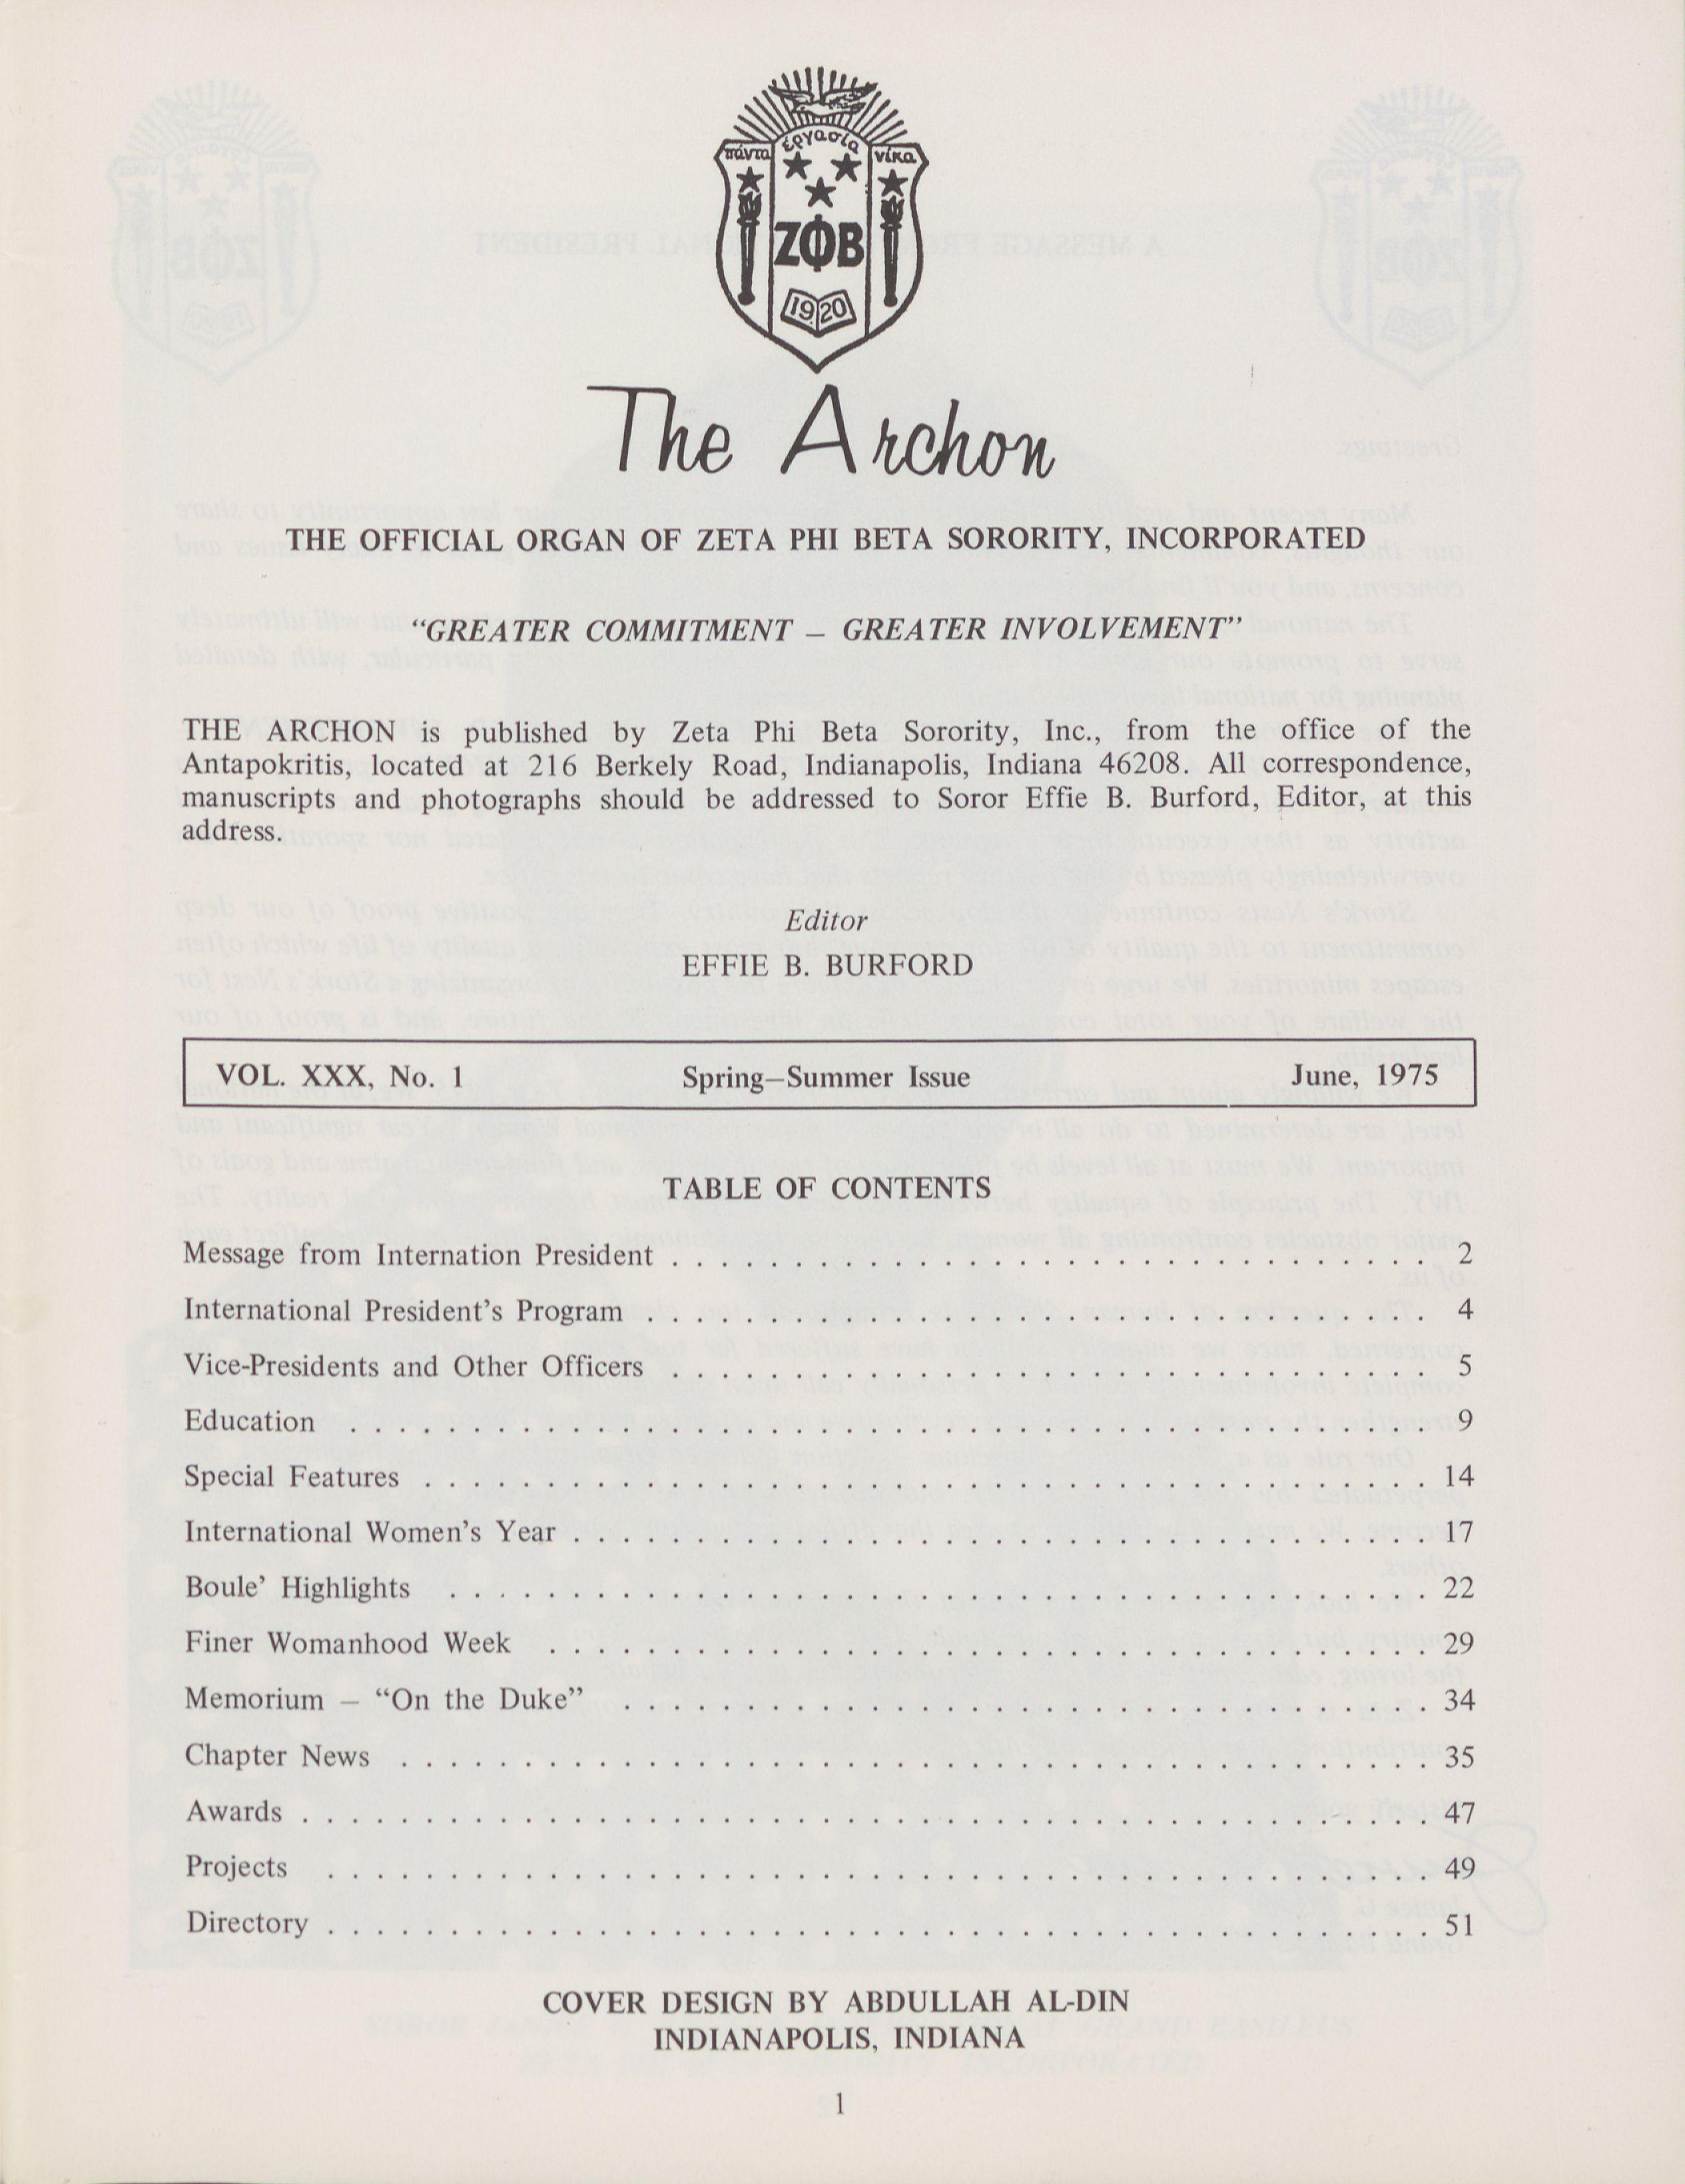 πάντα ἐργασία νίκα
ΖΦΒ
1920
The Archon
THE OFFICIAL ORGAN OF ZETA PHI BETA SORORITY, INCORPORATED
“GREATER COMMITMENT – GREATER INVOLVEMENT”
THE ARCHON is published by Zeta Phi Beta Sorority, Inc., from the office of the
Antapokritis, located at 216 Berkely Road, Indianapolis, Indiana 46208. All correspondence,
manuscripts and photographs should be addressed to Soror Effie B. Burford, Editor, at this
address.
Editor
EFFIE B. BURFORD
VOL. XXX, No. 1 Spring–Summer Issue June, 1975
TABLE OF CONTENTS
Message from Internation President . . . . . . . . . . . . . . . . . . . . . . . . . . . . . . . 2
International President’s Program . . . . . . . . . . . . . . . . . . . . . . . . . . . . . . . . 4
Vice-Presidents and Other Officers . . . . . . . . . . . . . . . . . . . . . . . . . . . . . . . 5
Education . . . . . . . . . . . . . . . . . . . . . . . . . . . . . . . . . . . . . . . . . . . . 9
Special Features . . . . . . . . . . . . . . . . . . . . . . . . . . . . . . . . . . . . . . . . . 14
International Women’s Year . . . . . . . . . . . . . . . . . . . . . . . . . . . . . . . . . . . 17
Boule’ Highlights . . . . . . . . . . . . . . . . . . . . . . . . . . . . . . . . . . . . . . . . 22
Finer Womanhood Week . . . . . . . . . . . . . . . . . . . . . . . . . . . . . . . . . . . . 29
Memorium – “On the Duke” . . . . . . . . . . . . . . . . . . . . . . . . . . . . . . . . . 34
Chapter News . . . . . . . . . . . . . . . . . . . . . . . . . . . . . . . . . . . . . . . . . . 35
Awards . . . . . . . . . . . . . . . . . . . . . . . . . . . . . . . . . . . . . . . . . . . . . . 47
Projects . . . . . . . . . . . . . . . . . . . . . . . . . . . . . . . . . . . . . . . . . . . . . 49
Directory . . . . . . . . . . . . . . . . . . . . . . . . . . . . . . . . . . . . . . . . . . . . . 51
COVER DESIGN BY ABDULLAH AL-DIN
INDIANAPOLIS, INDIANA
1